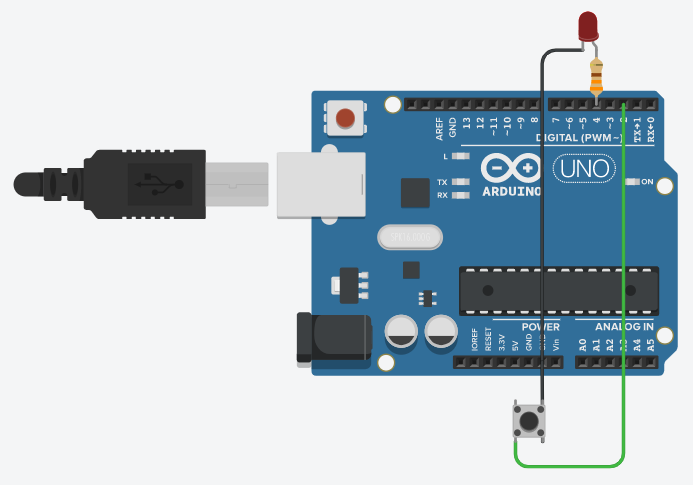 AREF
GND
13
12
~11
~10
~9
8
7
~6
~5
4
~3
2
TX→1
RX←0
DIGITAL (PWM~)
L
TX
RX
ARDUINO
UNO
ON
POWER
ANALOG IN
IOREF
RESET
3.3V
5V
GND
GND
Vin
A0
A1
A2
A3
A4
A5